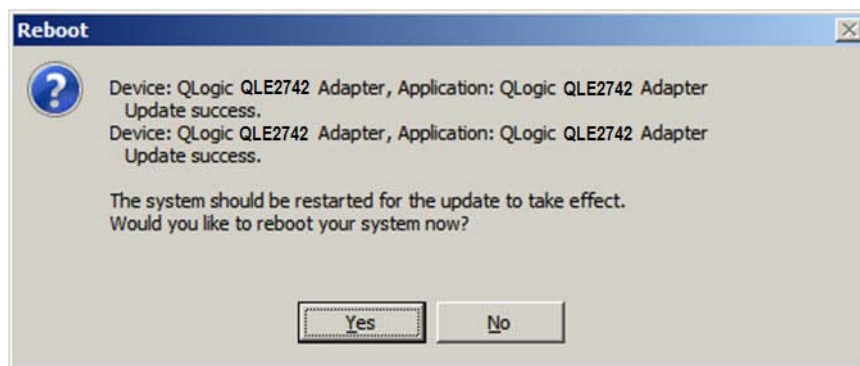 Reboot
Device: QLogic QLE2742 Adapter, Application: QLogic QLE2742 Adapter
Update success.
Device: QLogic QLE2742 Adapter, Application: QLogic QLE2742 Adapter
Update success.
The system should be restarted for the update to take effect.
Would you like to reboot your system now?
Yes
No